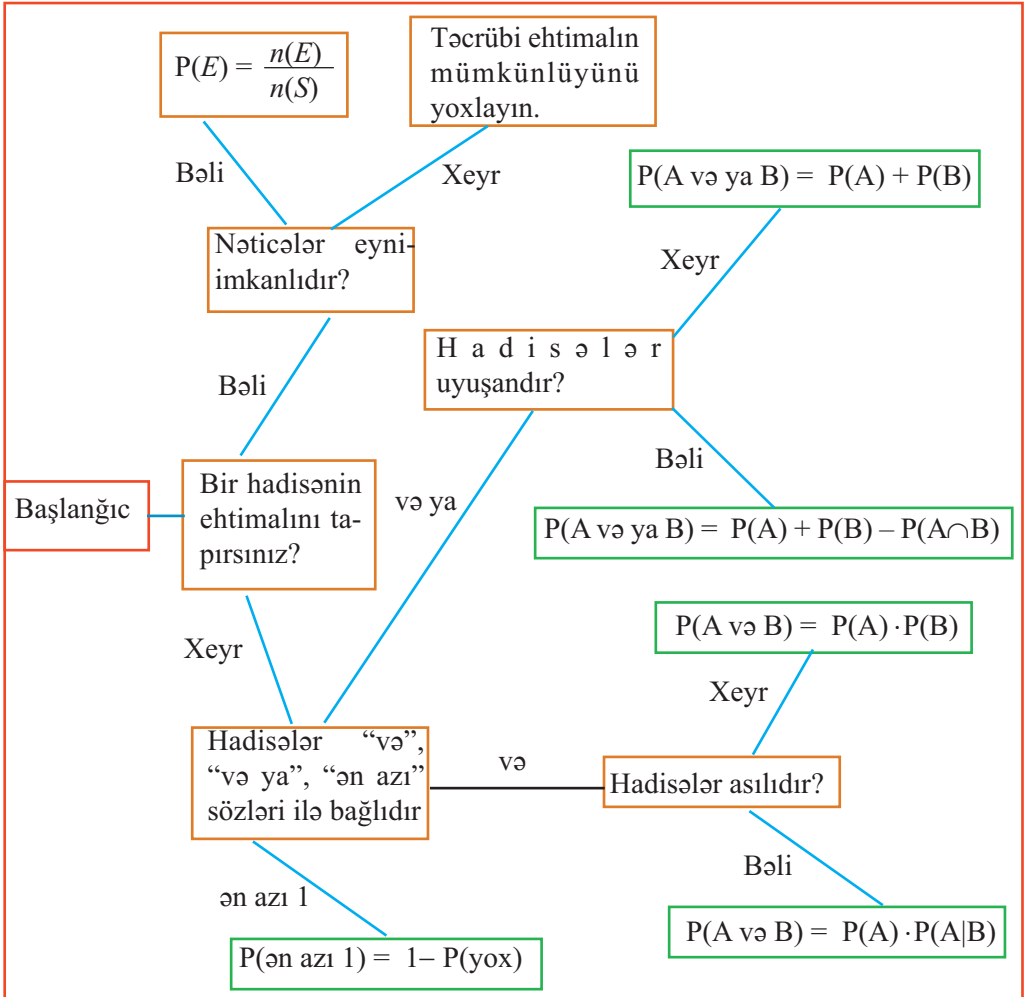 P(E) = n(E)
n(S)
Təcrübi ehtimalın
mümkünlüyünü
yoxlayın.
Bəli
Xeyr
P(A və ya B) = P(A) + P(B)
Nəticələr eyni-
imkanlıdır?
Xeyr
Hadisələr
uyuşandır?
Bəli
Bəli
Başlanğıc
Bir hadisənin
ehtimalını ta-
pırsınız?
və ya
P(A və ya B) = P(A) + P(B) – P(A∩B)
Xeyr
P(A və B) = P(A) ·P(B)
Xeyr
Hadisələr “və”,
“və ya”, “ən azı”
sözləri ilə bağlıdır
və
Hadisələr asılıdır?
Bəli
ən azı 1
P(ən azı 1) = 1– P(yox)
P(A və B) = P(A) ·P(A|B)